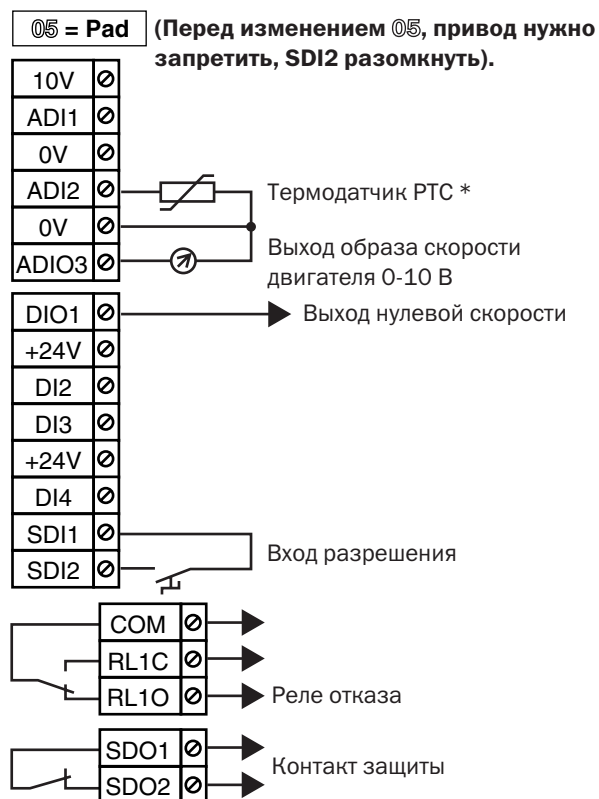 05 = Pad (Перед изменением 05, привод нужно
запретить, SDI2 разомкнуть).
10V
ADI1
0V
ADI2
Термодатчик PTC *
0V
ADIO3
Выход образа скорости
двигателя 0-10 В
DIO1
Выход нулевой скорости
+24V
DI2
DI3
+24V
DI4
SDI1
Вход разрешения
SDI2
COM
RL1C
RL1O
Реле отказа
SDO1
Контакт защиты
SDO2